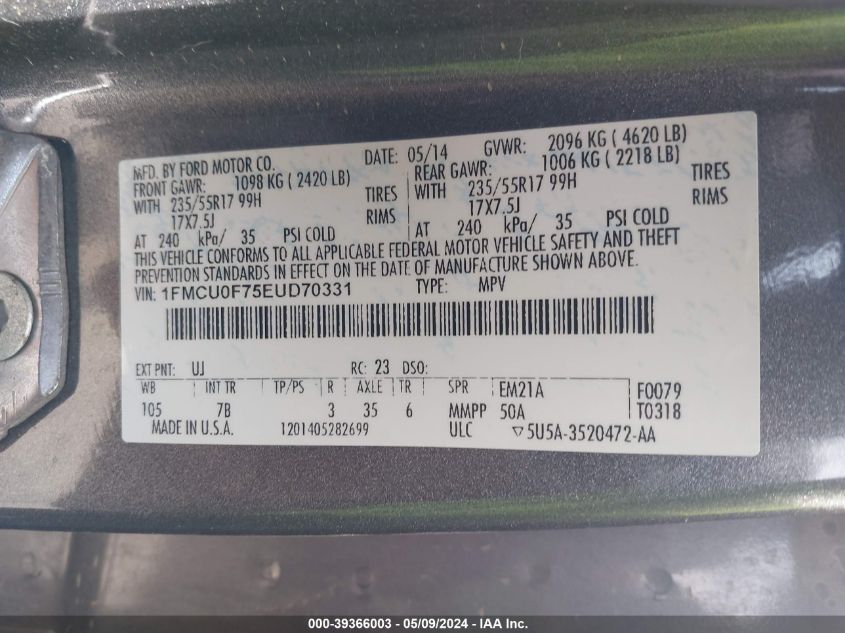 MFD. BY FORD MOTOR CO. DATE: 05/14 GVWR: 2096 KG ( 4620 LB)
FRONT GAWR: 1098 KG ( 2420 LB) REAR GAWR: 1006 KG ( 2218 LB)
WITH 235/55R17 99H TIRES WITH 235/55R17 99H TIRES
17X7.5J RIMS 17X7.5J RIMS
AT 240 kPa/ 35 PSI COLD AT 240 kPa/ 35 PSI COLD
THIS VEHICLE CONFORMS TO ALL APPLICABLE FEDERAL MOTOR VEHICLE SAFETY AND THEFT
PREVENTION STANDARDS IN EFFECT ON THE DATE OF MANUFACTURE SHOWN ABOVE.
VIN: 1FMCU0F75EUD70331 TYPE: MPV
EXT PNT: UJ RC: 23 DSO:
WB INT TR TP/PS R AXLE TR SPR EM21A F0079
105 7B 3 35 6 MMPP 50A T0318
MADE IN U.S.A. 1201405282699 ULC ▽5U5A-3520472-AA
000-39366003 - 05/09/2024 - IAA Inc.